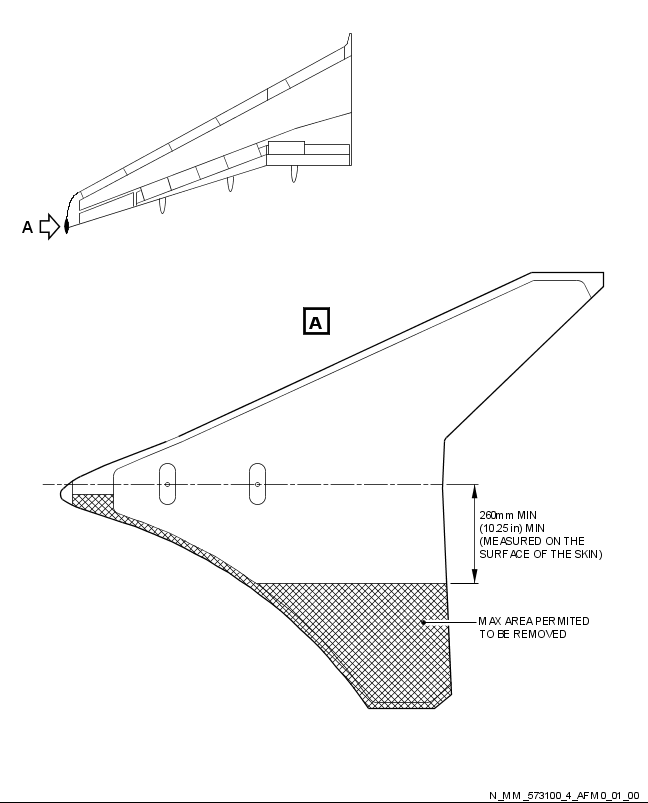 A
A
260mm MIN
(10.25 in) MIN
(MEASURED ON THE
SURFACE OF THE SKIN)
MAX AREA PERMITED
TO BE REMOVED
N_MM_573100_4_AFM0_01_00